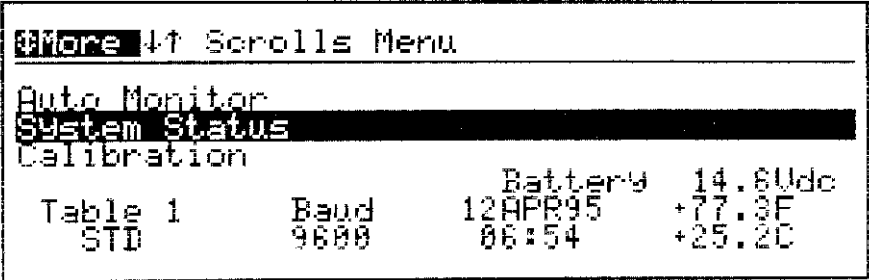 ↕More ↓↑ Scrolls Menu
Auto Monitor
System Status
Calibration
Battery 14.6Vdc
Table 1 Baud 12APR95 +77.3F
STD 9600 06:54 +25.2C